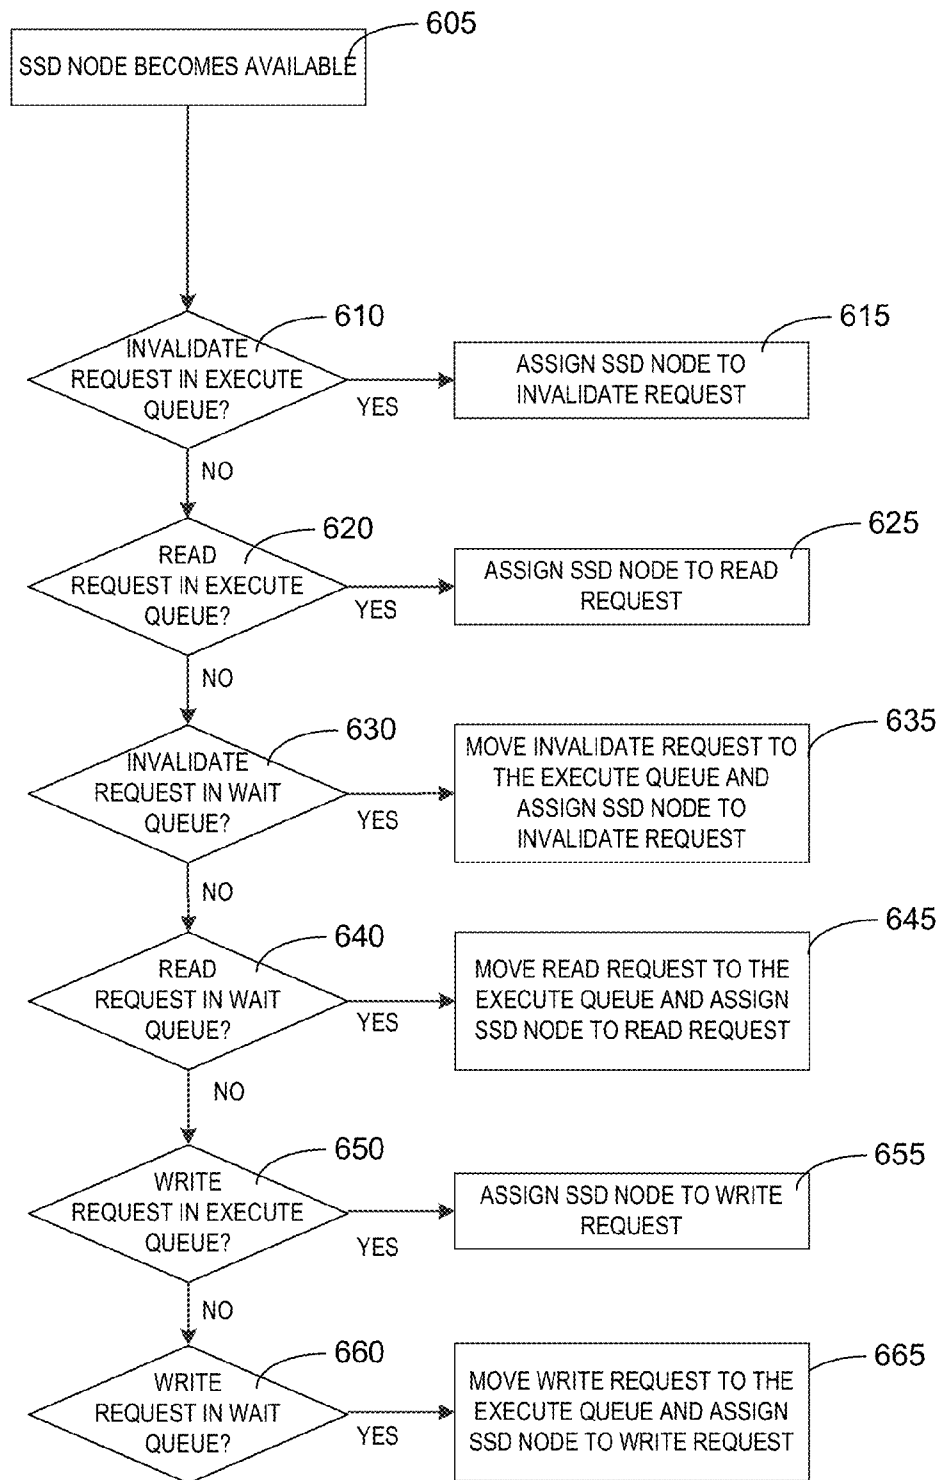 605
SSD NODE BECOMES AVAILABLE
610
INVALIDATE
REQUEST IN EXECUTE
QUEUE?
YES
615
ASSIGN SSD NODE TO
INVALIDATE REQUEST
NO
620
READ
REQUEST IN EXECUTE
QUEUE?
YES
625
ASSIGN SSD NODE TO READ
REQUEST
NO
630
INVALIDATE
REQUEST IN WAIT
QUEUE?
YES
635
MOVE INVALIDATE REQUEST TO
THE EXECUTE QUEUE AND
ASSIGN SSD NODE TO
INVALIDATE REQUEST
NO
640
READ
REQUEST IN WAIT
QUEUE?
YES
645
MOVE READ REQUEST TO THE
EXECUTE QUEUE AND ASSIGN
SSD NODE TO READ REQUEST
NO
650
WRITE
REQUEST IN EXECUTE
QUEUE?
YES
655
ASSIGN SSD NODE TO WRITE
REQUEST
NO
660
WRITE
REQUEST IN WAIT
QUEUE?
YES
665
MOVE WRITE REQUEST TO THE
EXECUTE QUEUE AND ASSIGN
SSD NODE TO WRITE REQUEST